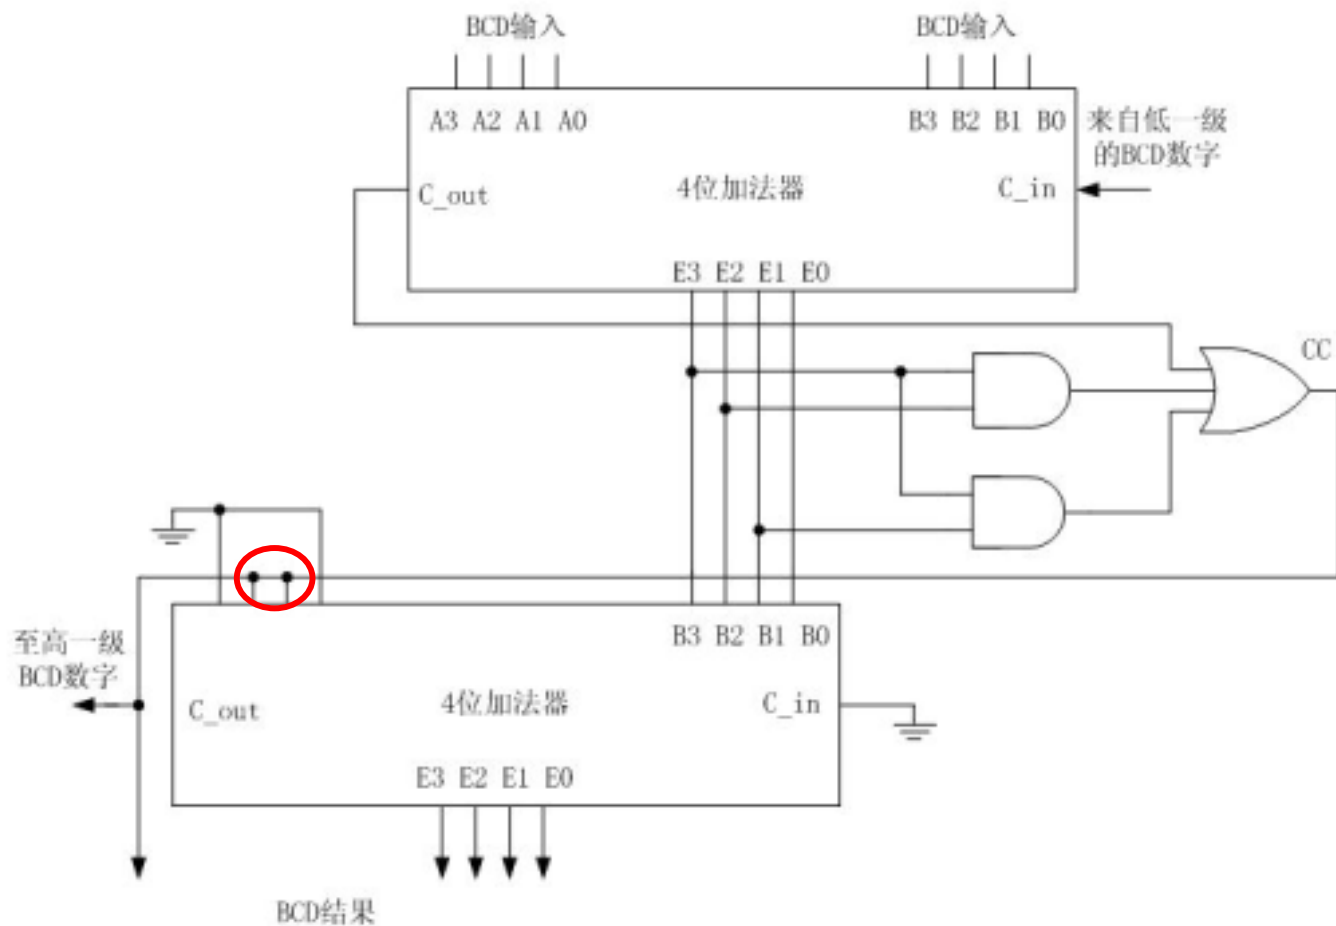 BCD输入 BCD输入
A3 A2 A1 A0 B3 B2 B1 B0 来自低一级
的BCD数字
C_out 4位加法器 C_in
E3 E2 E1 E0
CC
至高一级
BCD数字
B3 B2 B1 B0
C_out 4位加法器 C_in
E3 E2 E1 E0
BCD结果